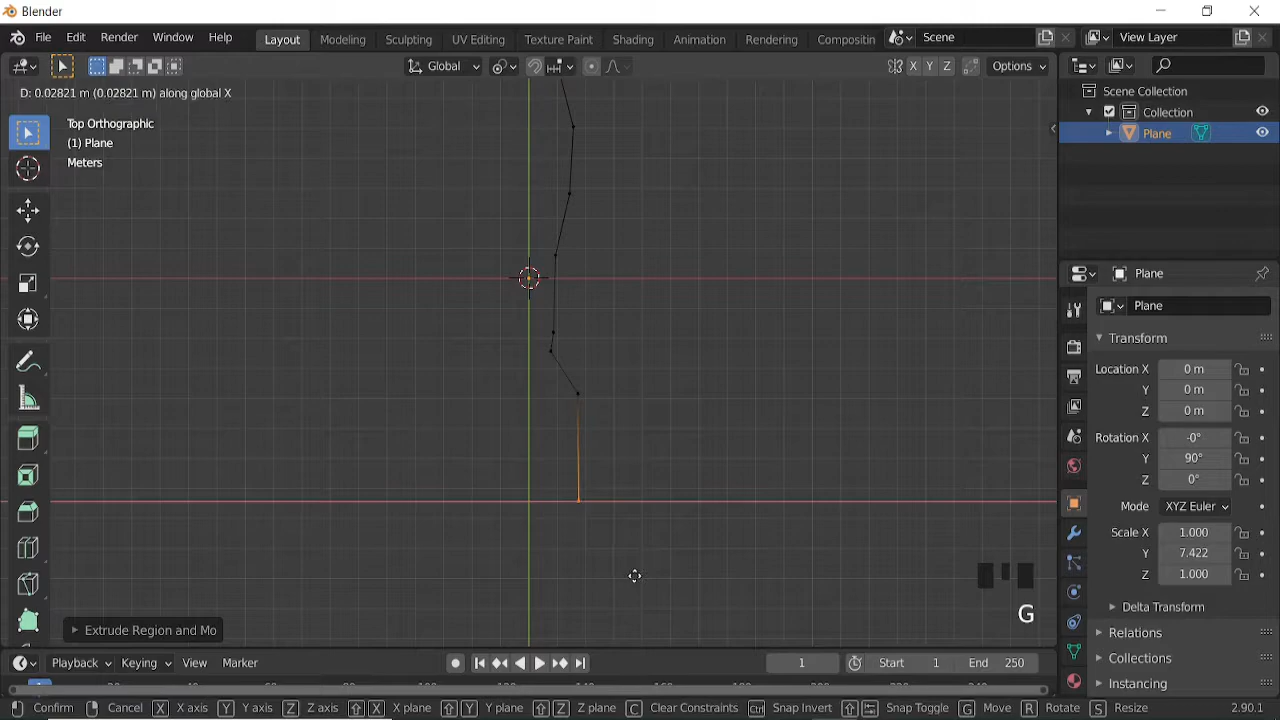 Blender
File Edit Render Window Help Layout Modeling Sculpting UV Editing Texture Paint Shading Animation Rendering Compositin Scene View Layer
Global X Y Z Options
D: 0.02821 m (0.02821 m) along global X
Top Orthographic
(1) Plane
Meters
Scene Collection
Collection
Plane
Plane
Plane
Transform
Location X 0 m
Y 0 m
Z 0 m
Rotation X -0°
Y 90°
Z 0°
Mode XYZ Euler
Scale X 1.000
Y 7.422
Z 1.000
Delta Transform
Relations
Collections
Instancing
G
Extrude Region and Mo
Playback Keying View Marker 1 Start 1 End 250
Confirm Cancel X X axis Y Y axis Z Z axis X X plane Y Y plane Z Z plane C Clear Constraints Ctrl Snap Invert Snap Toggle G Move R Rotate S Resize 2.90.1